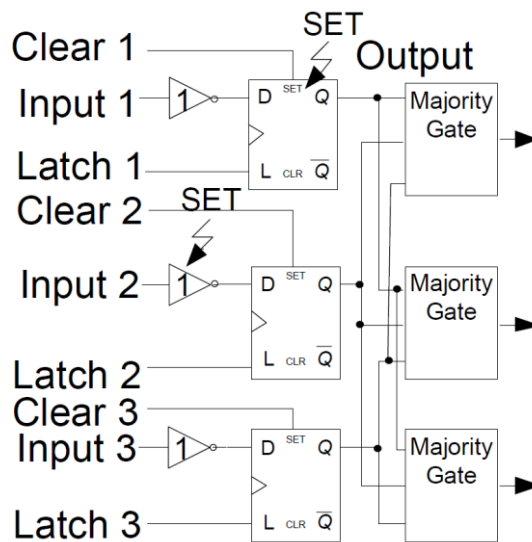 SET
Clear 1
Output
Input 1
1
D
SET
Q
Majority
Gate
Latch 1
L
CLR
Q
Clear 2
SET
Input 2
1
D
SET
Q
Majority
Gate
Latch 2
L
CLR
Q
Clear 3
Input 3
1
D
SET
Q
Majority
Gate
Latch 3
L
CLR
Q